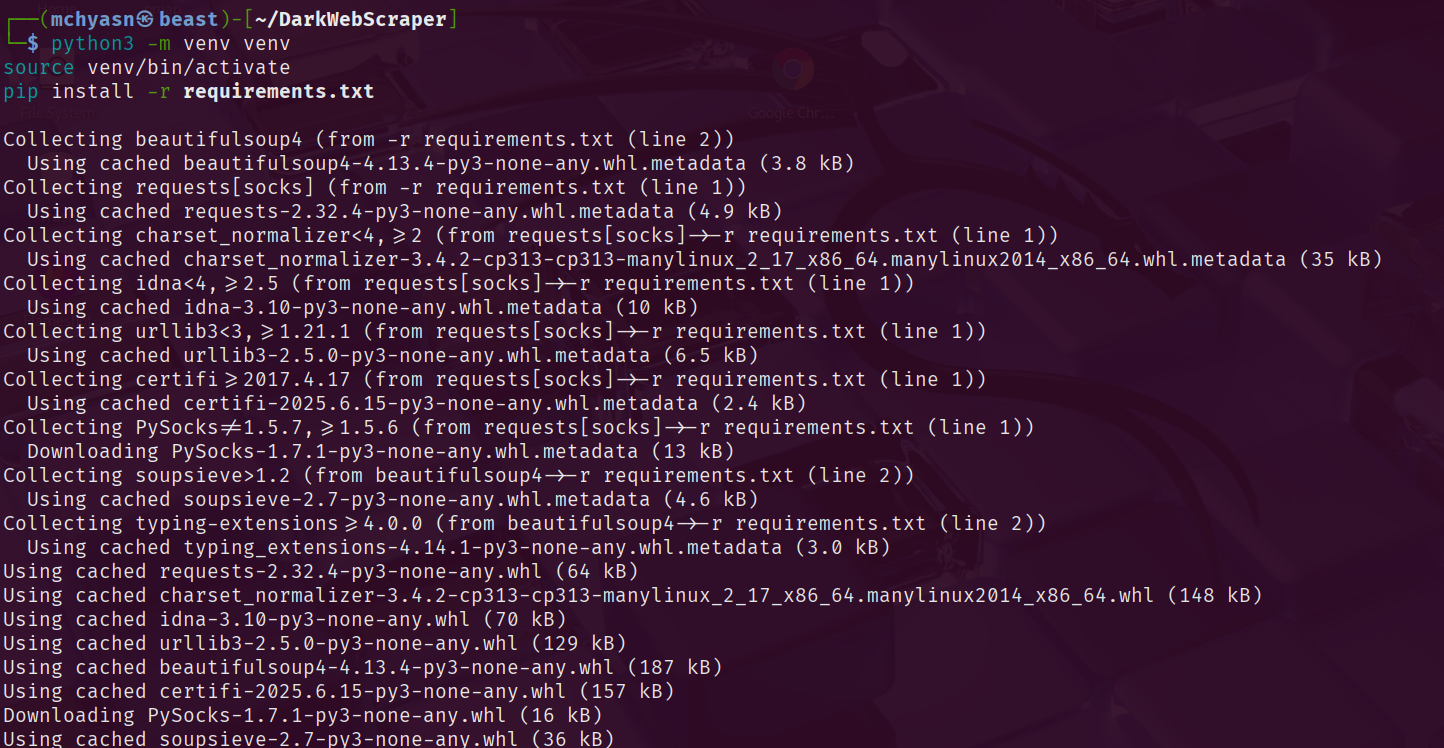 ┌──(mchyasn㉿beast)-[~/DarkWebScraper]
└─$ python3 -m venv venv
source venv/bin/activate
pip install -r requirements.txt
Google Chr...
Collecting beautifulsoup4 (from -r requirements.txt (line 2))
  Using cached beautifulsoup4-4.13.4-py3-none-any.whl.metadata (3.8 kB)
Collecting requests[socks] (from -r requirements.txt (line 1))
  Using cached requests-2.32.4-py3-none-any.whl.metadata (4.9 kB)
Collecting charset_normalizer<4,>=2 (from requests[socks]->-r requirements.txt (line 1))
  Using cached charset_normalizer-3.4.2-cp313-cp313-manylinux_2_17_x86_64.manylinux2014_x86_64.whl.metadata (35 kB)
Collecting idna<4,>=2.5 (from requests[socks]->-r requirements.txt (line 1))
  Using cached idna-3.10-py3-none-any.whl.metadata (10 kB)
Collecting urllib3<3,>=1.21.1 (from requests[socks]->-r requirements.txt (line 1))
  Using cached urllib3-2.5.0-py3-none-any.whl.metadata (6.5 kB)
Collecting certifi>=2017.4.17 (from requests[socks]->-r requirements.txt (line 1))
  Using cached certifi-2025.6.15-py3-none-any.whl.metadata (2.4 kB)
Collecting PySocks!=1.5.7,>=1.5.6 (from requests[socks]->-r requirements.txt (line 1))
  Downloading PySocks-1.7.1-py3-none-any.whl.metadata (13 kB)
Collecting soupsieve>1.2 (from beautifulsoup4->-r requirements.txt (line 2))
  Using cached soupsieve-2.7-py3-none-any.whl.metadata (4.6 kB)
Collecting typing-extensions>=4.0.0 (from beautifulsoup4->-r requirements.txt (line 2))
  Using cached typing_extensions-4.14.1-py3-none-any.whl.metadata (3.0 kB)
Using cached requests-2.32.4-py3-none-any.whl (64 kB)
Using cached charset_normalizer-3.4.2-cp313-cp313-manylinux_2_17_x86_64.manylinux2014_x86_64.whl (148 kB)
Using cached idna-3.10-py3-none-any.whl (70 kB)
Using cached urllib3-2.5.0-py3-none-any.whl (129 kB)
Using cached beautifulsoup4-4.13.4-py3-none-any.whl (187 kB)
Using cached certifi-2025.6.15-py3-none-any.whl (157 kB)
Downloading PySocks-1.7.1-py3-none-any.whl (16 kB)
Using cached soupsieve-2.7-py3-none-any.whl (36 kB)